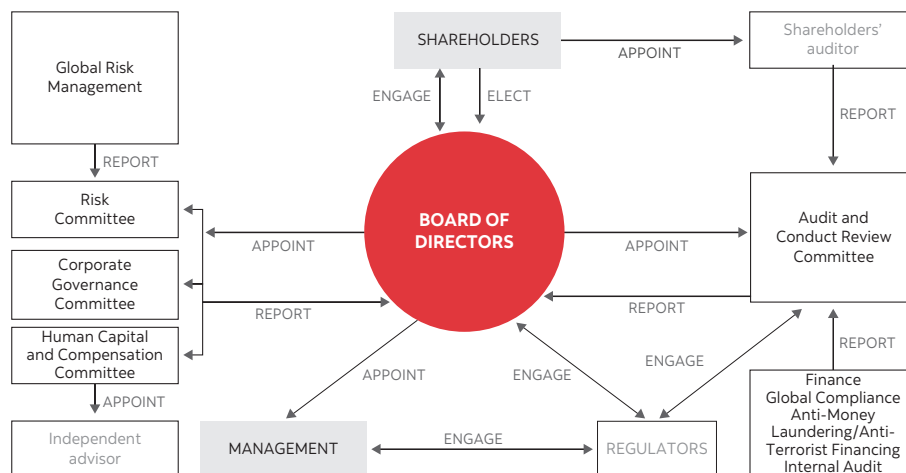 SHAREHOLDERS
APPOINT
Shareholders'
auditor
Global Risk
Management
ENGAGE
ELECT
REPORT
REPORT
Risk
Committee
BOARD OF
DIRECTORS
APPOINT
APPOINT
Audit and
Conduct Review
Committee
Corporate
Governance
Committee
REPORT
REPORT
Human Capital
and Compensation
Committee
APPOINT
ENGAGE
ENGAGE
REPORT
APPOINT
Independent
advisor
MANAGEMENT
ENGAGE
REGULATORS
Finance
Global Compliance
Anti-Money
Laundering/Anti-
Terrorist Financing
Internal Audit